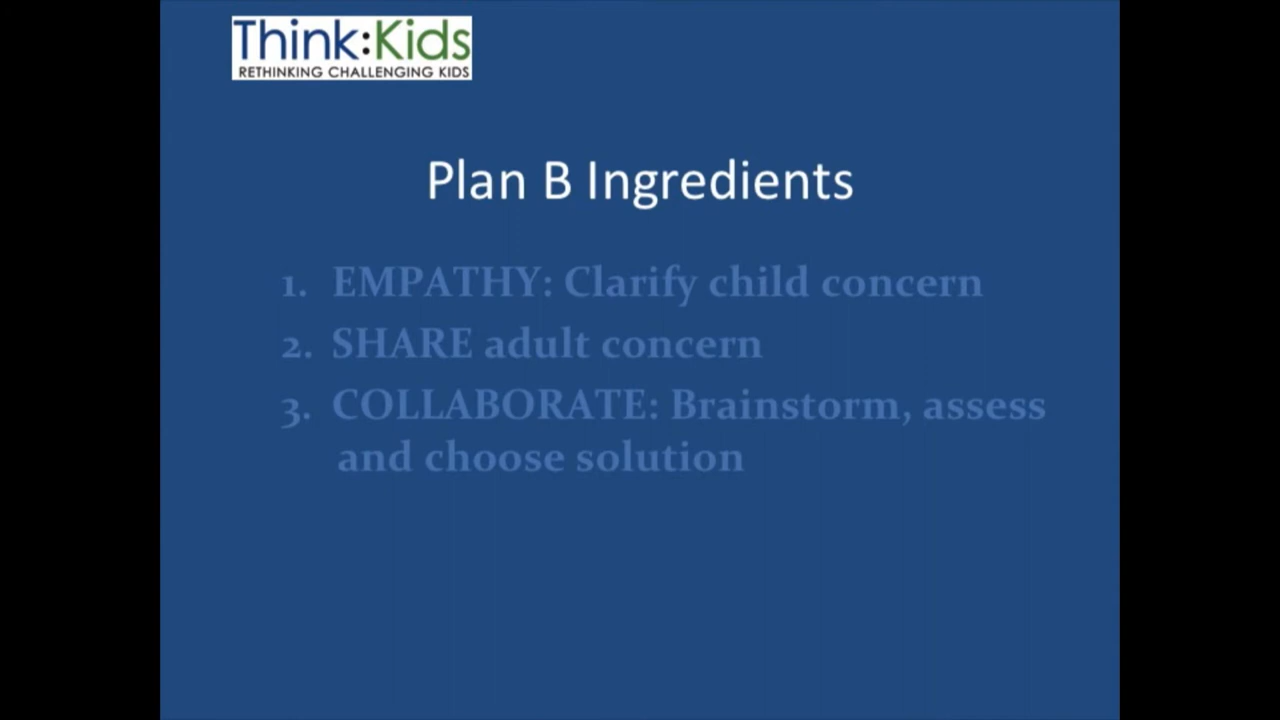 Think:Kids
RETHINKING CHALLENGING KIDS
Plan B Ingredients
1. EMPATHY: Clarify child concern
2. SHARE adult concern
3. COLLABORATE: Brainstorm, assess
and choose solution